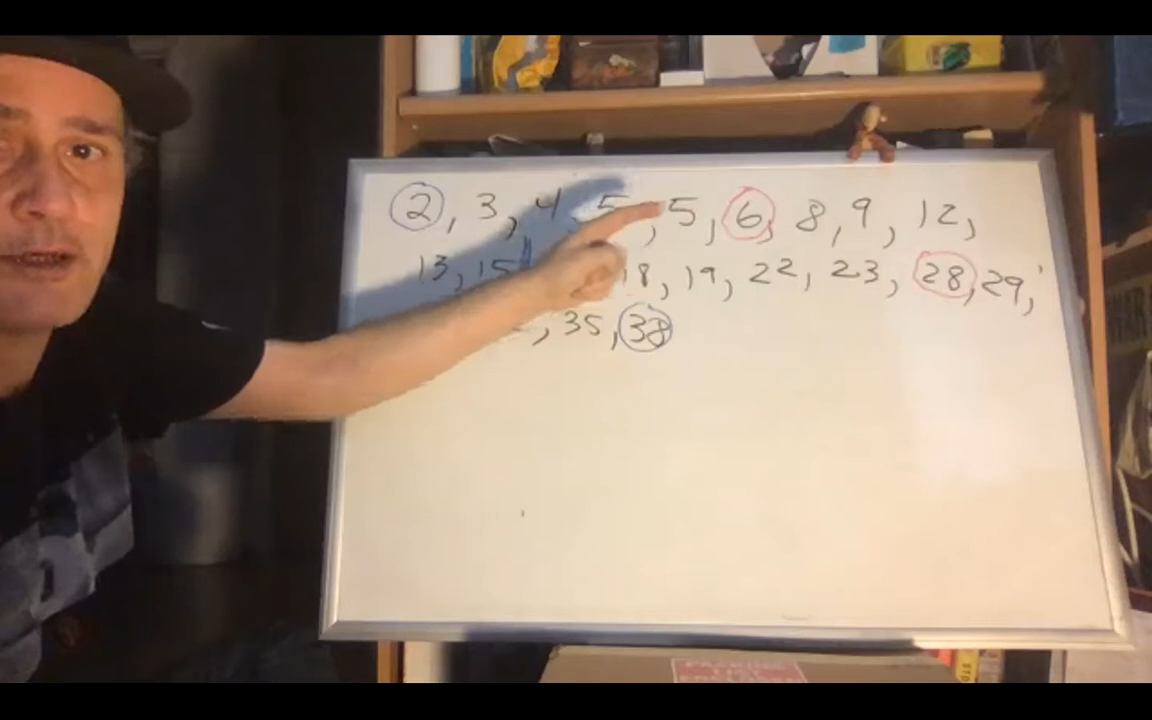 2, 3, 4 5, 5, 6, 8, 9, 12,
13, 15 18, 19, 22, 23, 28, 29,
, 35, 38